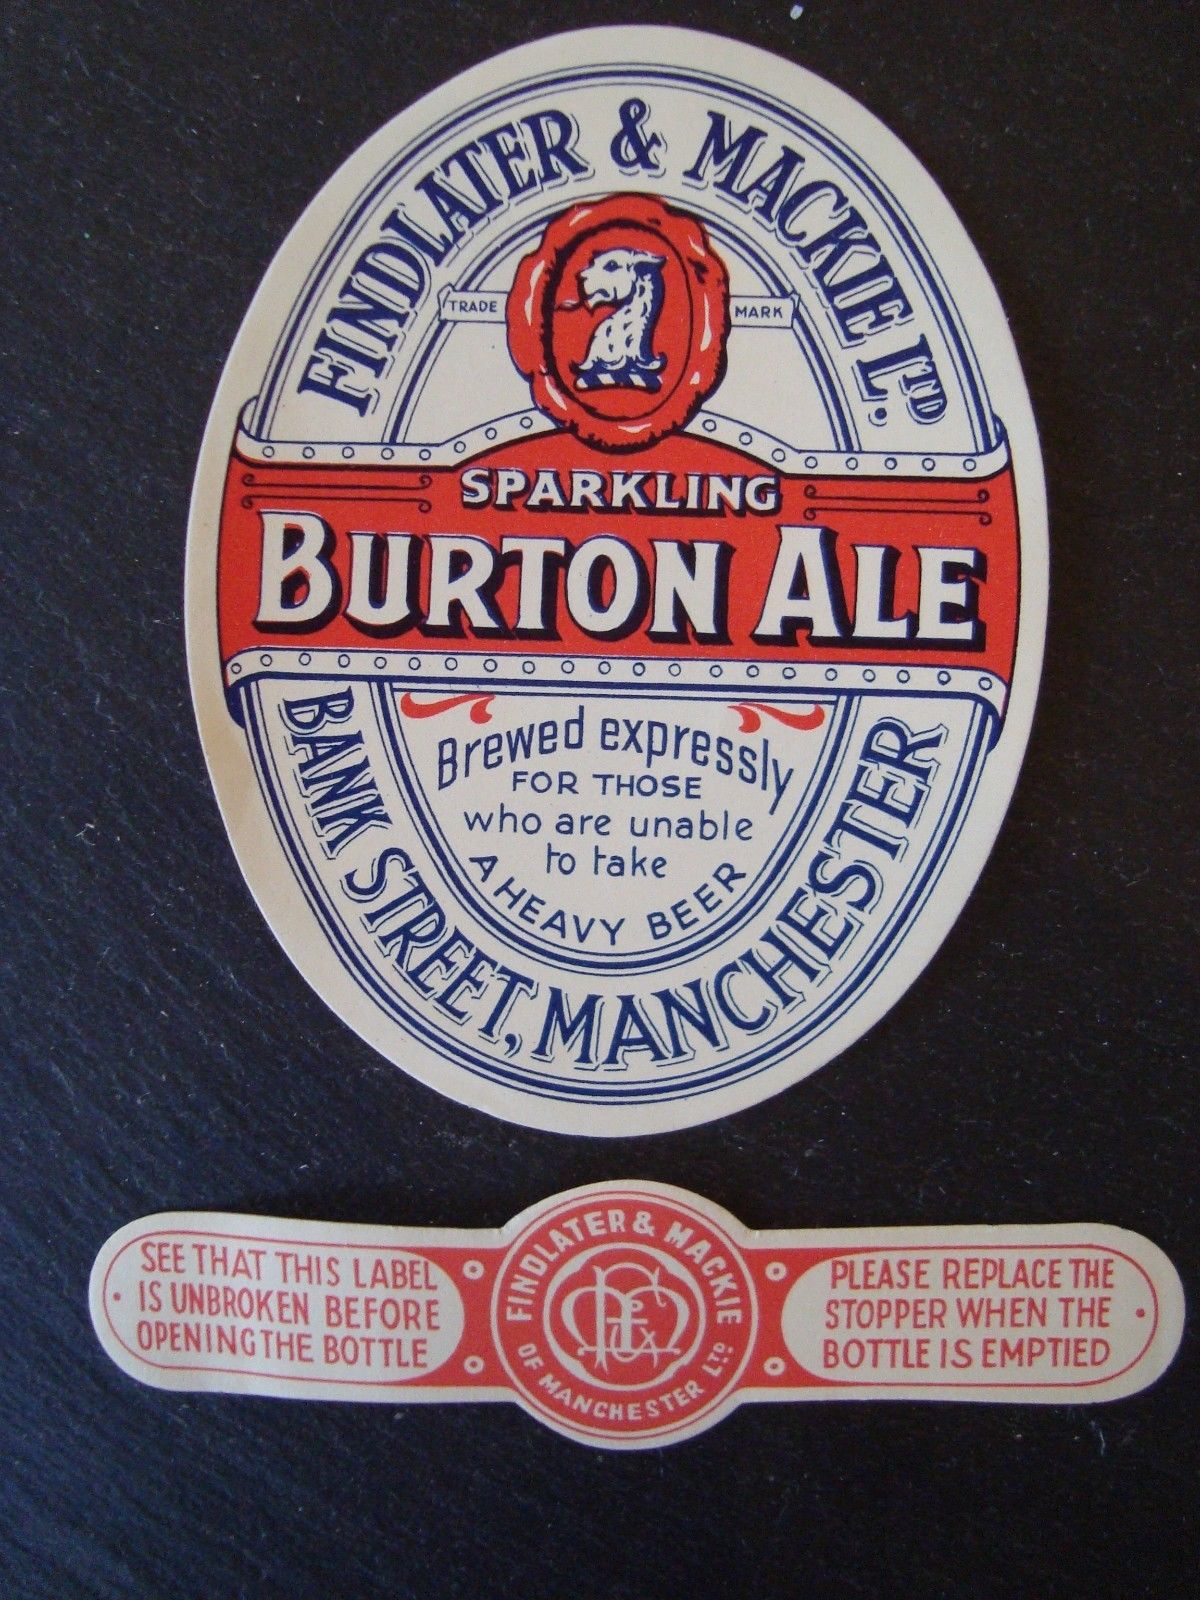 FINDLATER & MACKIE LTD.
TRADE MARK
SPARKLING
BURTON ALE
Brewed expressly
FOR THOSE
who are unable
to take
A HEAVY BEER
BANK STREET, MANCHESTER
SEE THAT THIS LABEL
IS UNBROKEN BEFORE
OPENING THE BOTTLE
FINDLATER & MACKIE
OF MANCHESTER LTD.
PLEASE REPLACE THE
STOPPER WHEN THE
BOTTLE IS EMPTIED